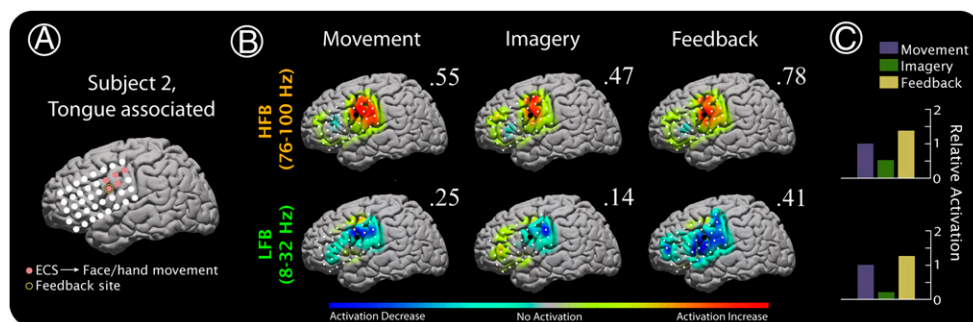 A
Subject 2,
Tongue associated
ECS → Face/hand movement
Feedback site
B
Movement Imagery Feedback
HFB
(76-100 Hz)
.55 .47 .78
LFB
(8-32 Hz)
.25 .14 .41
Activation Decrease No Activation Activation Increase
C
Movement
Imagery
Feedback
2
1
0
2
1
0
Relative Activation